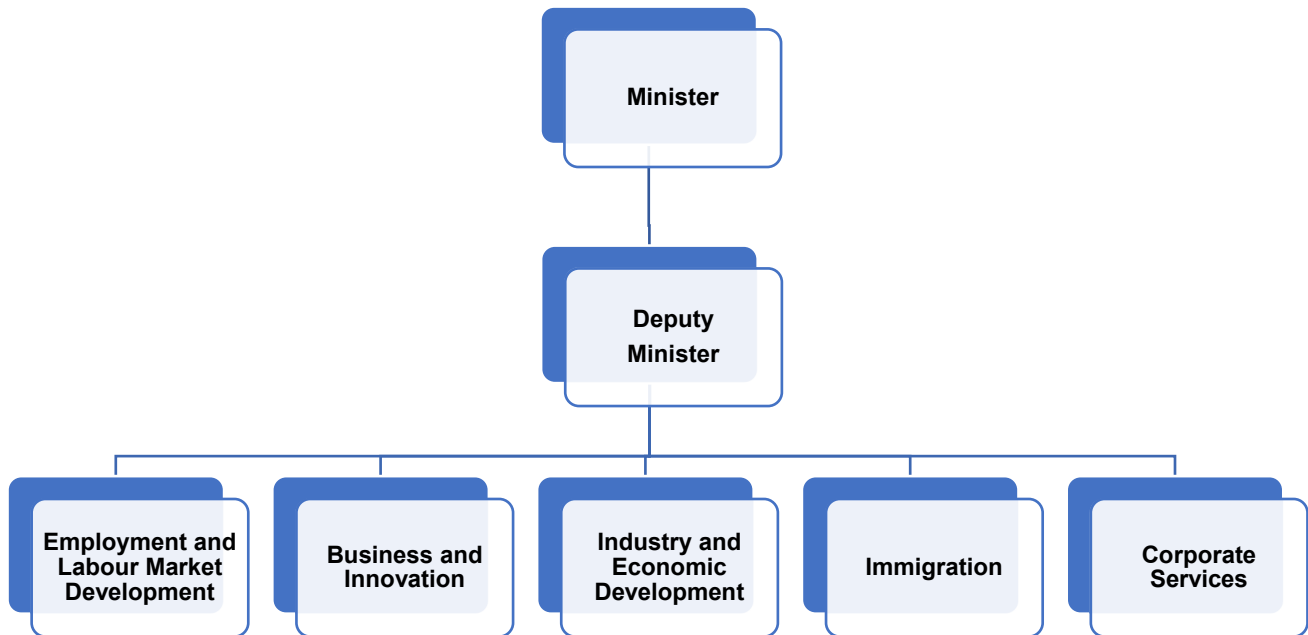 Minister
Deputy
Minister
Employment and
Labour Market
Development
Business and
Innovation
Industry and
Economic
Development
Immigration
Corporate
Services